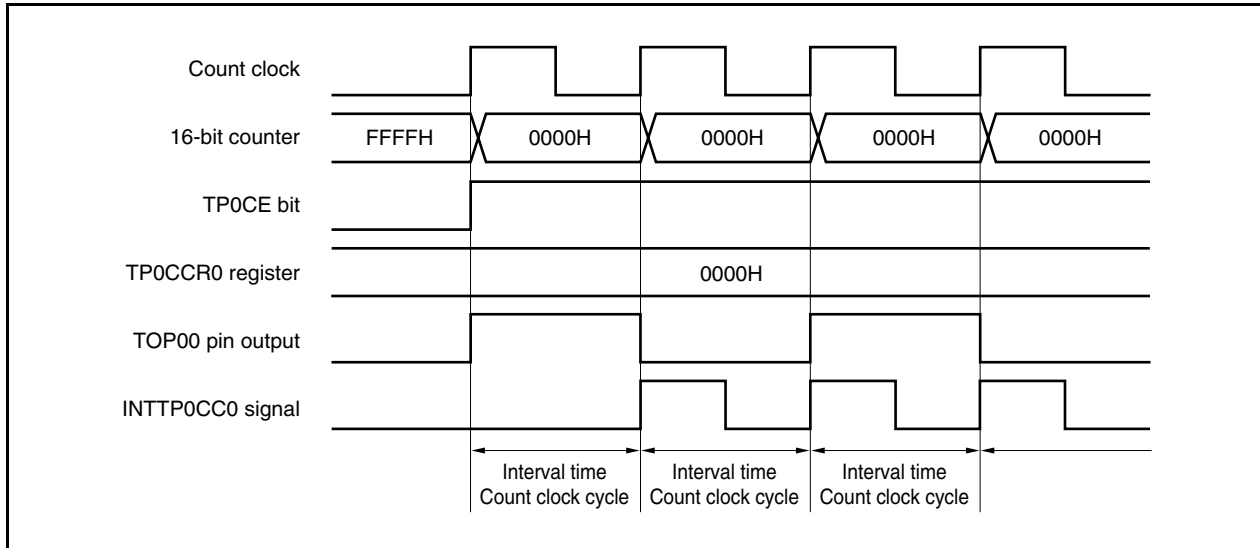 Count clock
16-bit counter
FFFFH
0000H
0000H
0000H
0000H
TP0CE bit
TP0CCR0 register
0000H
TOP00 pin output
INTTP0CC0 signal
Interval time
Count clock cycle
Interval time
Count clock cycle
Interval time
Count clock cycle